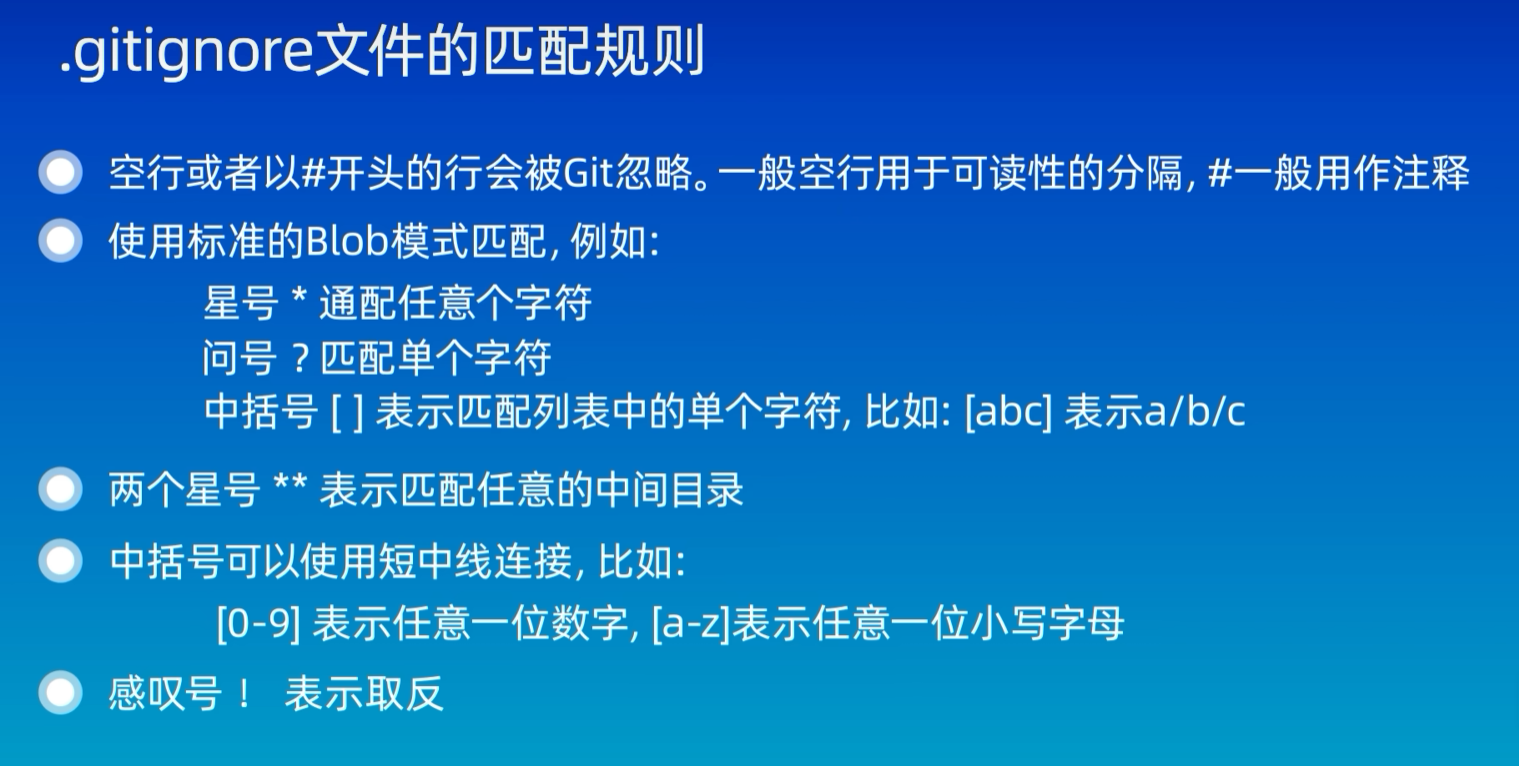 .gitignore文件的匹配规则
空行或者以#开头的行会被Git忽略。一般空行用于可读性的分隔, #一般用作注释
使用标准的Blob模式匹配, 例如:
星号 * 通配任意个字符
问号 ? 匹配单个字符
中括号 [ ] 表示匹配列表中的单个字符, 比如: [abc] 表示a/b/c
两个星号 ** 表示匹配任意的中间目录
中括号可以使用短中线连接, 比如:
[0-9] 表示任意一位数字, [a-z]表示任意一位小写字母
感叹号 ! 表示取反